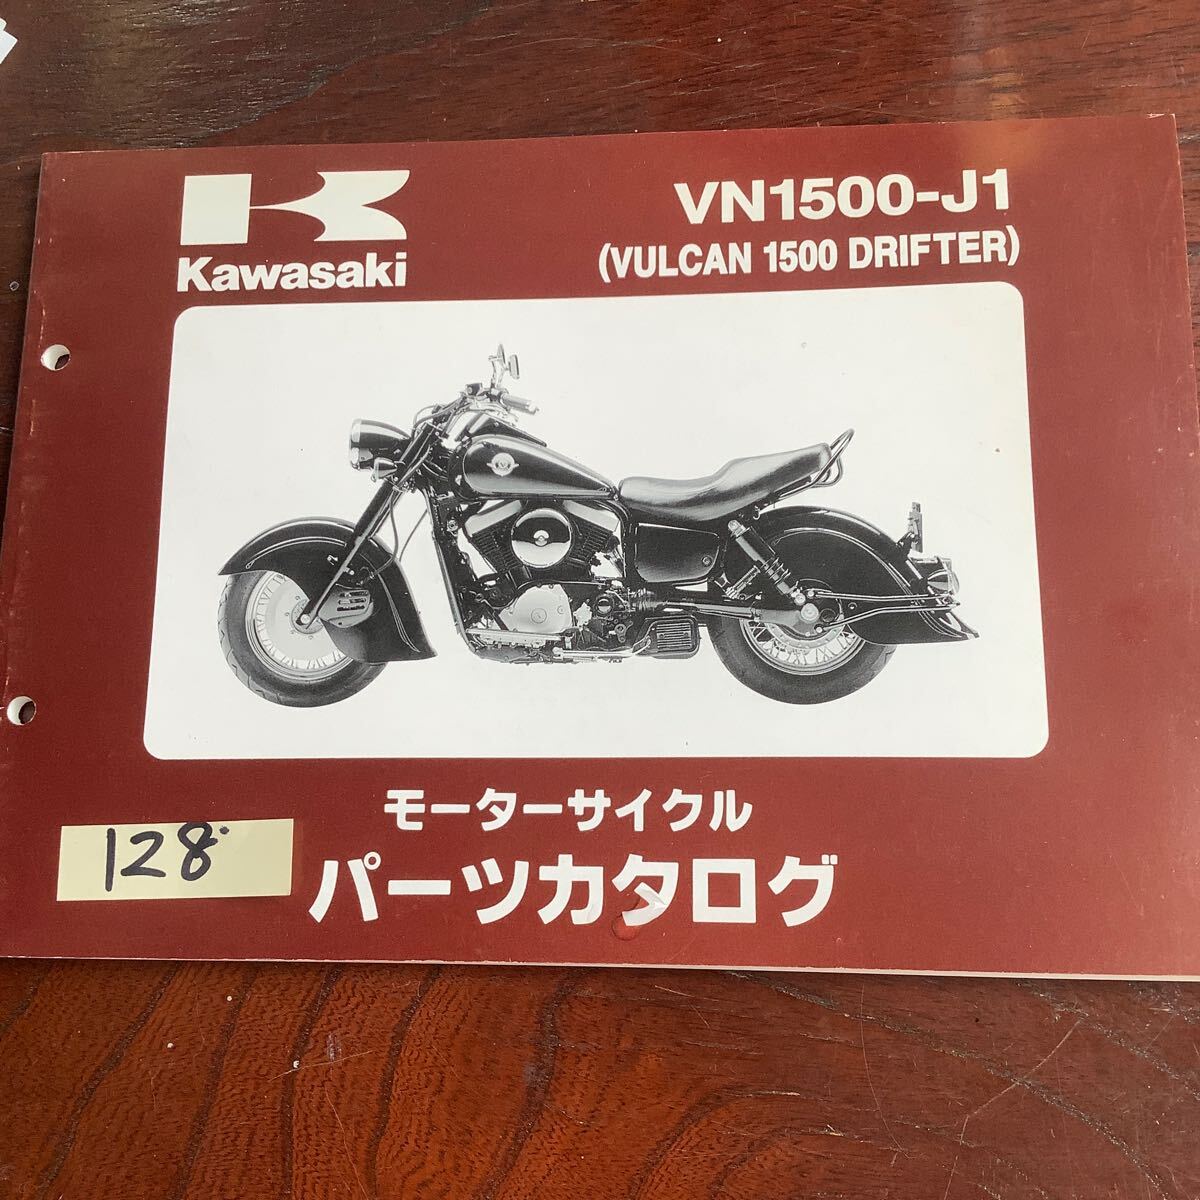 Kawasaki
VN1500-J1
(VULCAN 1500 DRIFTER)
モーターサイクル
パーツカタログ
128